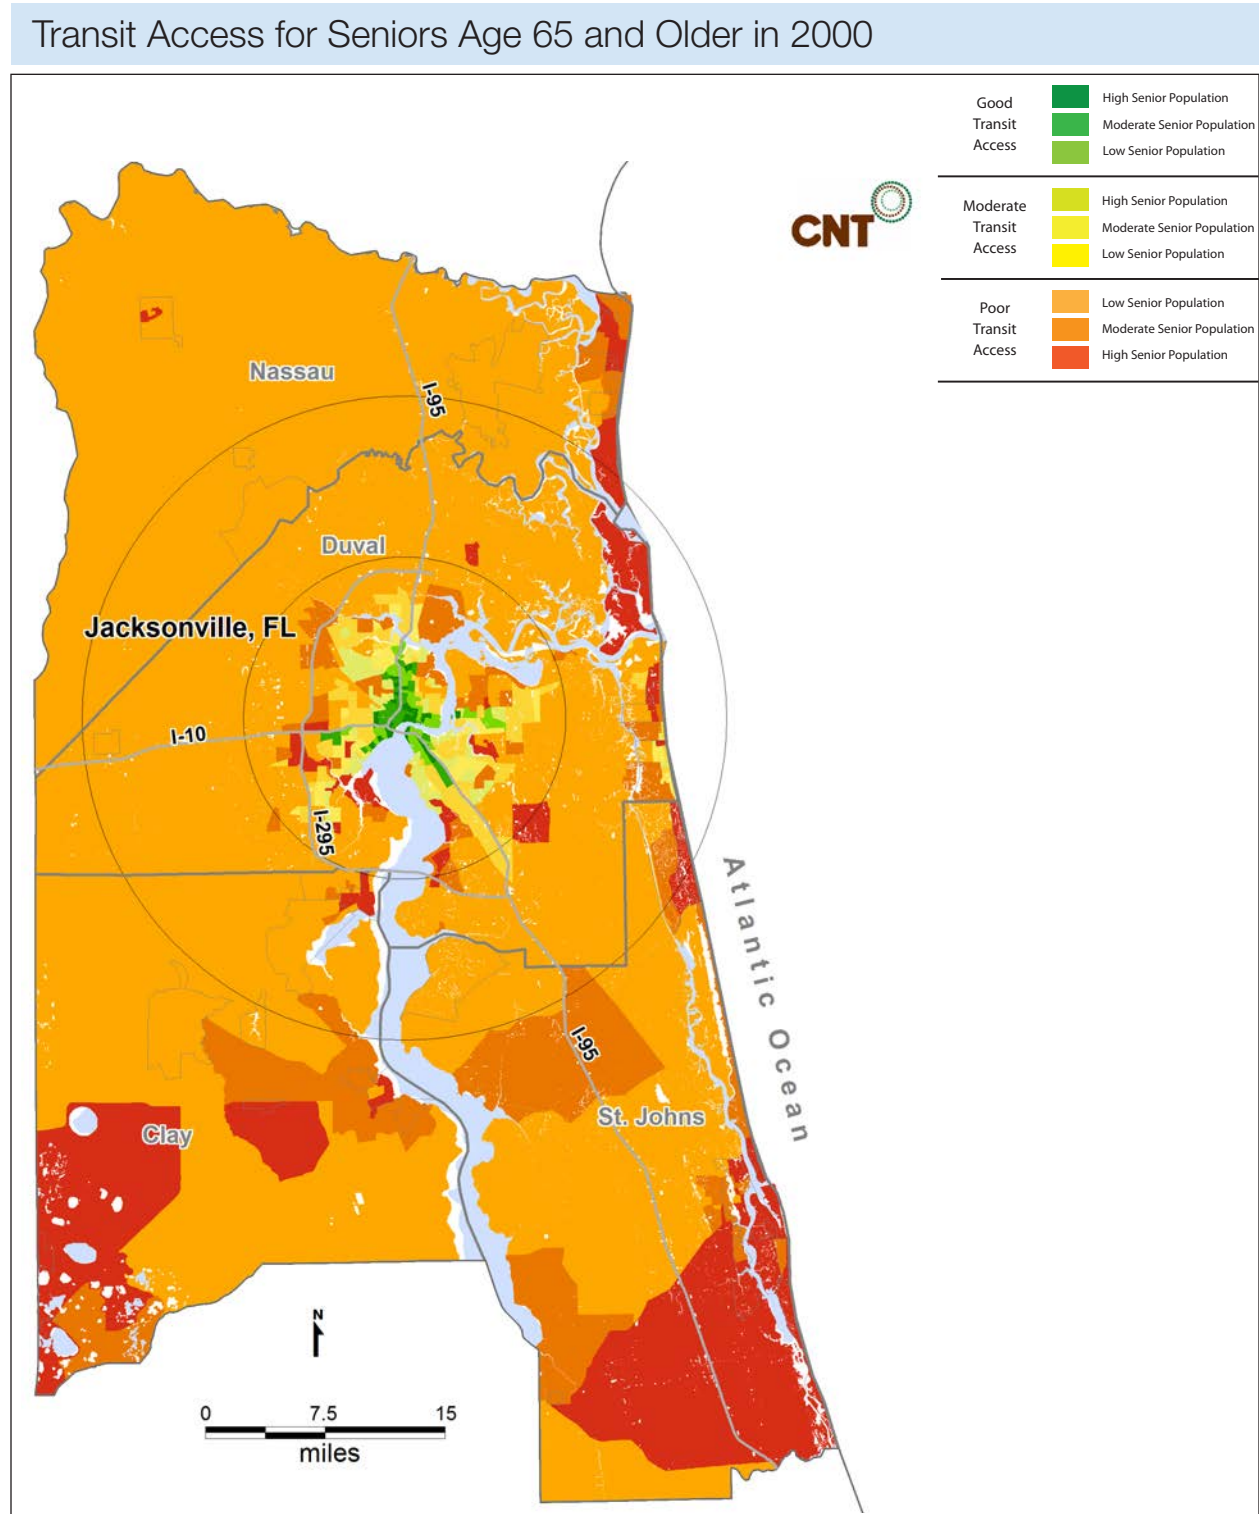 Transit Access for Seniors Age 65 and Older in 2000
Good
Transit
Access
High Senior Population
Moderate Senior Population
Low Senior Population
Moderate
Transit
Access
High Senior Population
Moderate Senior Population
Low Senior Population
Poor
Transit
Access
Low Senior Population
Moderate Senior Population
High Senior Population
CNT
Nassau
I-95
Duval
Jacksonville, FL
I-10
I-295
Atlantic Ocean
I-95
St. Johns
Clay
N
0 7.5 15
miles